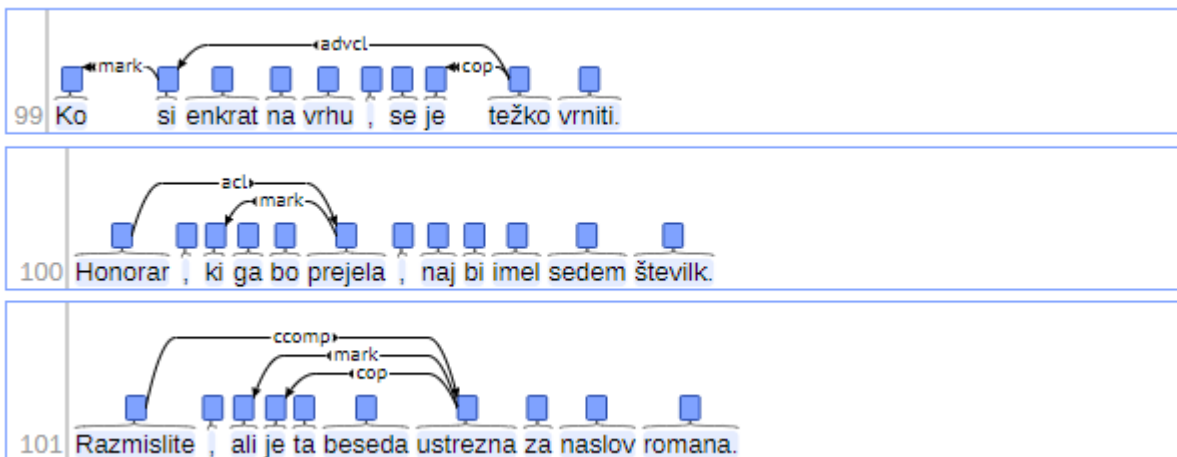 mark advcl cop
99 Ko si enkrat na vrhu , se je težko vrniti.
acl
mark
100 Honorar , ki ga bo prejela , naj bi imel sedem številk.
ccomp
mark
cop
101 Razmislite , ali je ta beseda ustrezna za naslov romana.